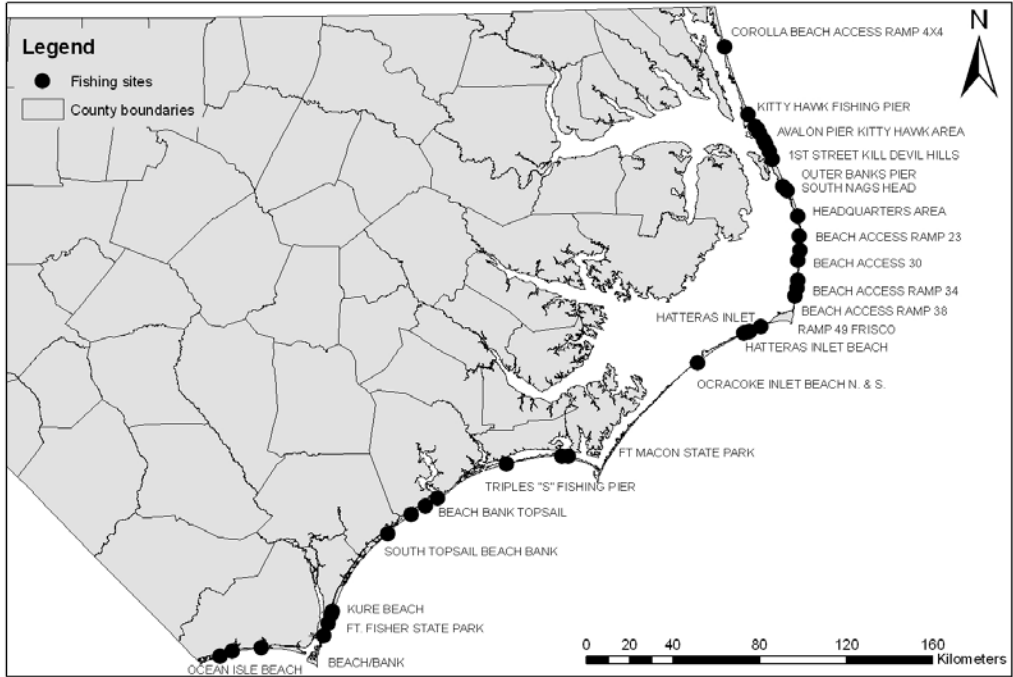 Legend
Fishing sites
County boundaries
N
COROLLA BEACH ACCESS RAMP 4X4
KITTY HAWK FISHING PIER
AVALON PIER KITTY HAWK AREA
1ST STREET KILL DEVIL HILLS
OUTER BANKS PIER
SOUTH NAGS HEAD
HEADQUARTERS AREA
BEACH ACCESS RAMP 23
BEACH ACCESS 30
BEACH ACCESS RAMP 34
BEACH ACCESS RAMP 38
HATTERAS INLET
RAMP 49 FRISCO
HATTERAS INLET BEACH
OCRACOKE INLET BEACH N. & S.
FT MACON STATE PARK
TRIPLES "S" FISHING PIER
BEACH BANK TOPSAIL
SOUTH TOPSAIL BEACH BANK
KURE BEACH
FT. FISHER STATE PARK
BEACH/BANK
OCEAN ISLE BEACH
0 20 40 80 120 160
Kilometers